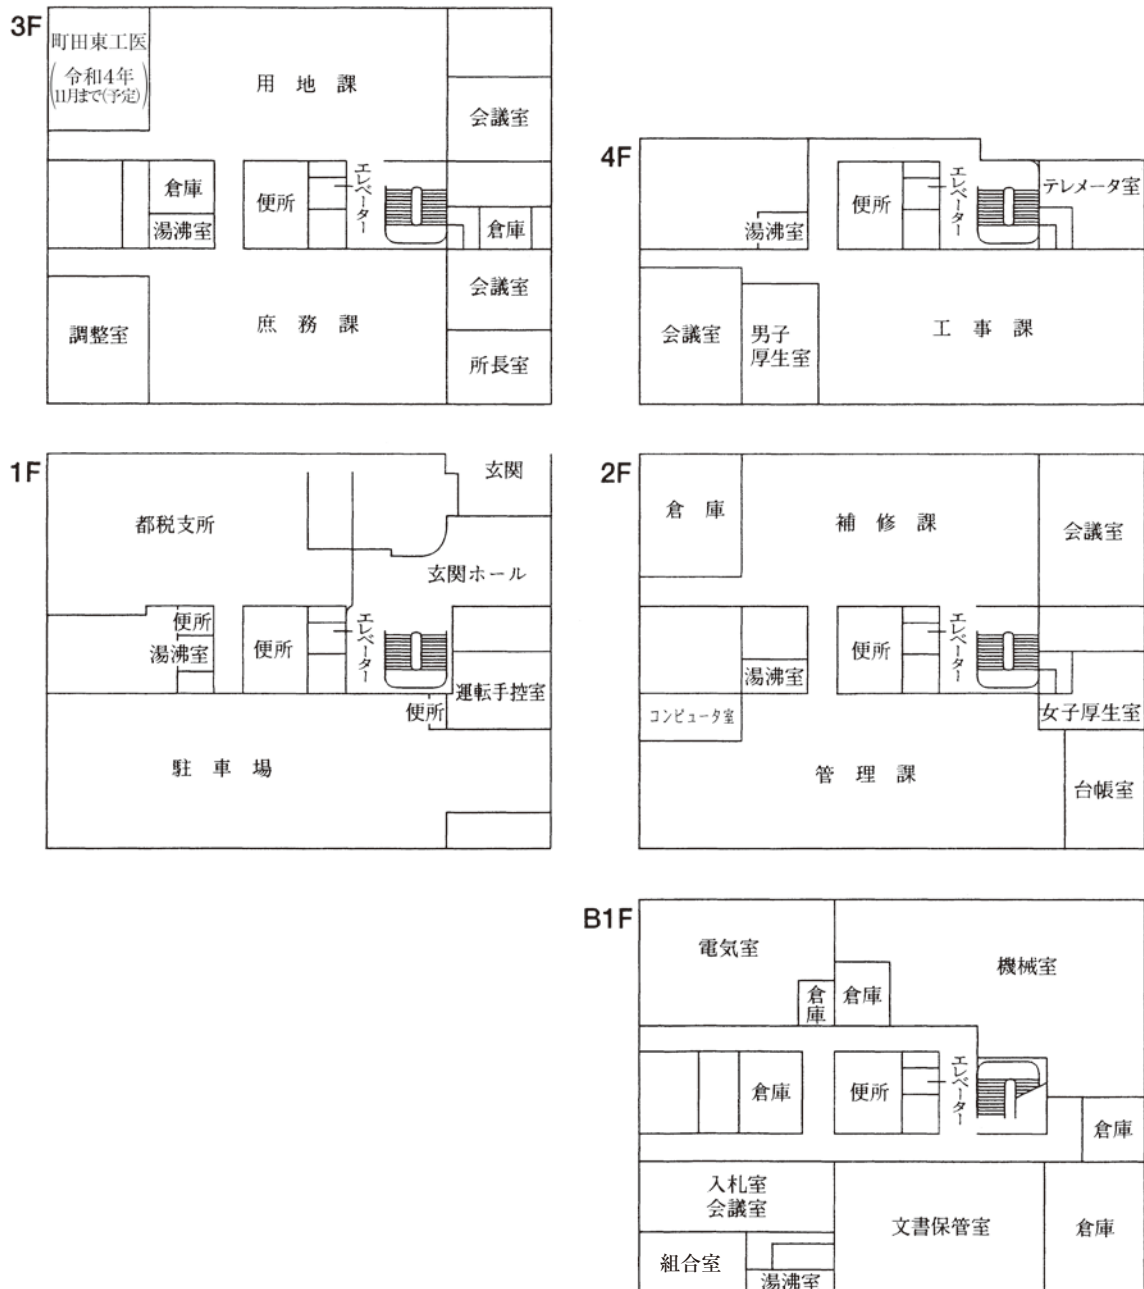 3F
町田東工医
(令和4年
11月まで(予定))
用地課
会議室
倉庫
湯沸室
便所
エレベーター
倉庫
会議室
調整室
庶務課
所長室
4F
湯沸室
便所
エレベーター
テレメータ室
会議室
男子
厚生室
工事課
1F
都税支所
玄関
玄関ホール
便所
湯沸室
便所
エレベーター
運転手控室
便所
駐車場
2F
倉庫
補修課
会議室
湯沸室
便所
エレベーター
コンピュータ室
女子厚生室
管理課
台帳室
B1F
電気室
倉庫
倉庫
機械室
倉庫
便所
エレベーター
倉庫
入札室
会議室
文書保管室
倉庫
組合室
湯沸室